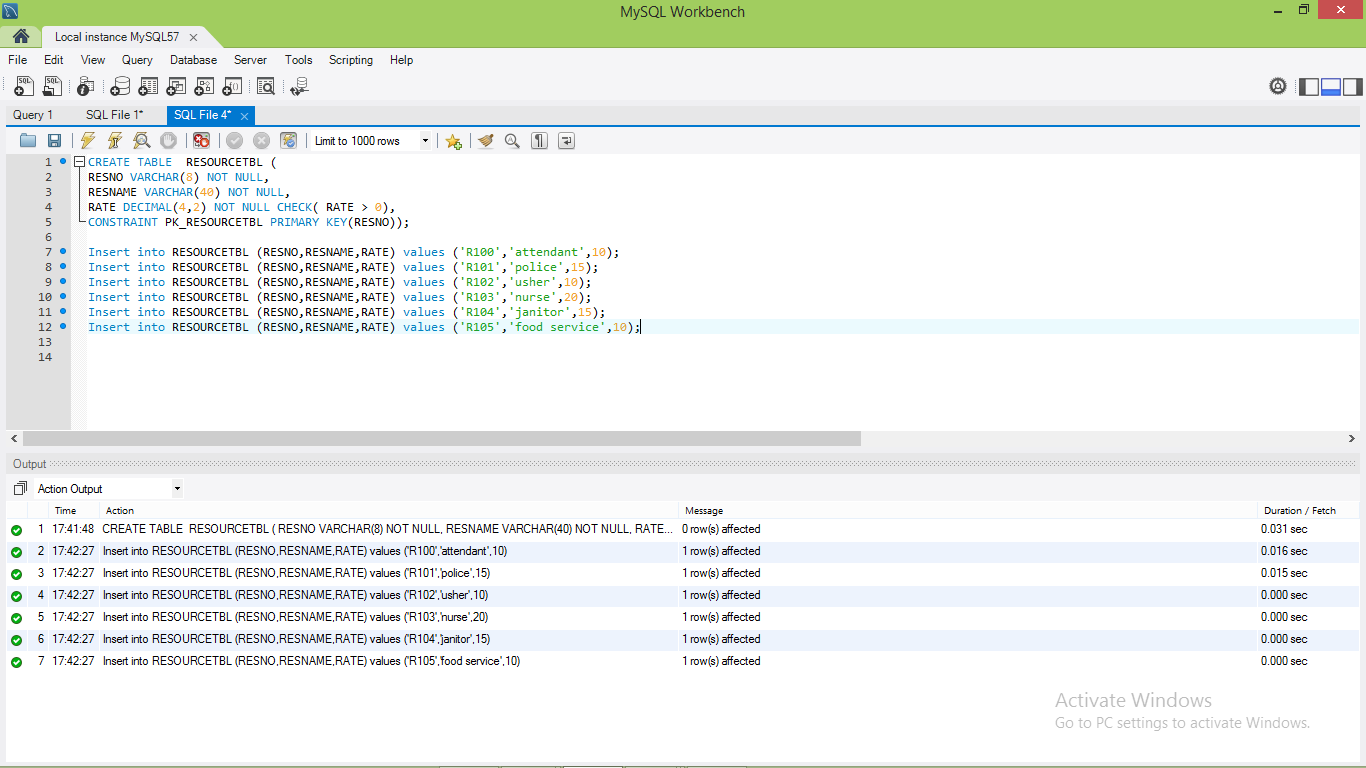 MySQL Workbench
Local instance MySQL57
File Edit View Query Database Server Tools Scripting Help
Query 1 SQL File 1* SQL File 4*
Limit to 1000 rows
1 CREATE TABLE  RESOURCETBL (
2 RESNO VARCHAR(8) NOT NULL,
3 RESNAME VARCHAR(40) NOT NULL,
4 RATE DECIMAL(4,2) NOT NULL CHECK( RATE > 0),
5 CONSTRAINT PK_RESOURCETBL PRIMARY KEY(RESNO));
6
7 Insert into RESOURCETBL (RESNO,RESNAME,RATE) values ('R100','attendant',10);
8 Insert into RESOURCETBL (RESNO,RESNAME,RATE) values ('R101','police',15);
9 Insert into RESOURCETBL (RESNO,RESNAME,RATE) values ('R102','usher',10);
10 Insert into RESOURCETBL (RESNO,RESNAME,RATE) values ('R103','nurse',20);
11 Insert into RESOURCETBL (RESNO,RESNAME,RATE) values ('R104','janitor',15);
12 Insert into RESOURCETBL (RESNO,RESNAME,RATE) values ('R105','food service',10);
13
14
Output
Action Output
Time Action Message Duration / Fetch
1 17:41:48 CREATE TABLE  RESOURCETBL ( RESNO VARCHAR(8) NOT NULL, RESNAME VARCHAR(40) NOT NULL, RATE... 0 row(s) affected 0.031 sec
2 17:42:27 Insert into RESOURCETBL (RESNO,RESNAME,RATE) values ('R100','attendant',10) 1 row(s) affected 0.016 sec
3 17:42:27 Insert into RESOURCETBL (RESNO,RESNAME,RATE) values ('R101','police',15) 1 row(s) affected 0.015 sec
4 17:42:27 Insert into RESOURCETBL (RESNO,RESNAME,RATE) values ('R102','usher',10) 1 row(s) affected 0.000 sec
5 17:42:27 Insert into RESOURCETBL (RESNO,RESNAME,RATE) values ('R103','nurse',20) 1 row(s) affected 0.000 sec
6 17:42:27 Insert into RESOURCETBL (RESNO,RESNAME,RATE) values ('R104','janitor',15) 1 row(s) affected 0.000 sec
7 17:42:27 Insert into RESOURCETBL (RESNO,RESNAME,RATE) values ('R105','food service',10) 1 row(s) affected 0.000 sec
Activate Windows
Go to PC settings to activate Windows.